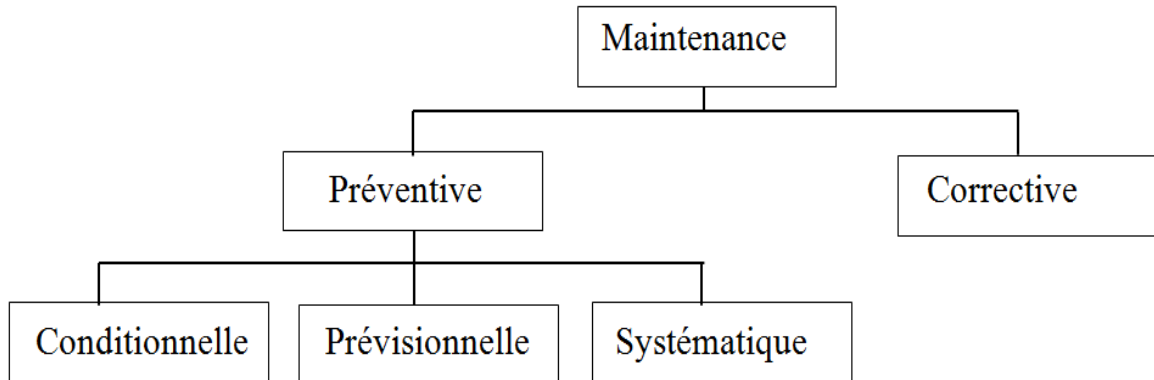 Maintenance
Préventive
Corrective
Conditionnelle
Prévisionnelle
Systématique